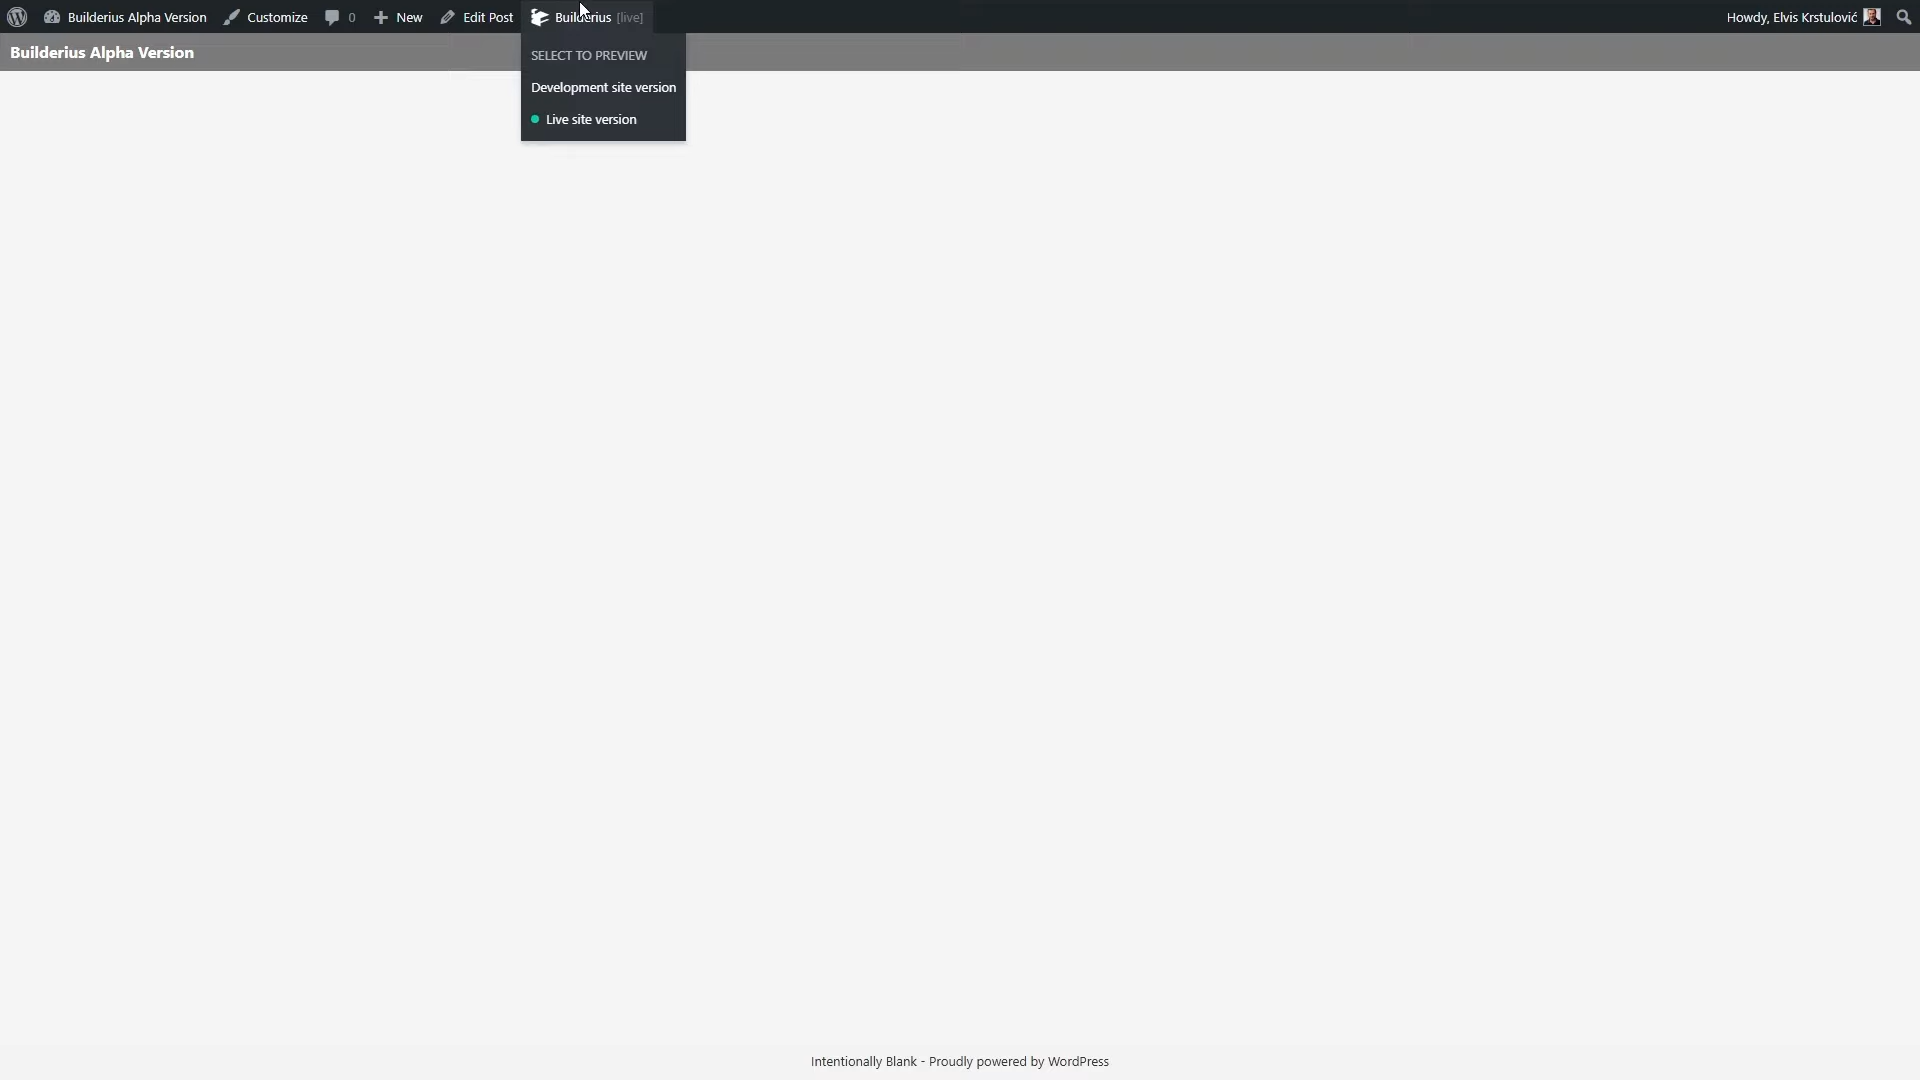 Builderius Alpha Version Customize 0 New Edit Post Builderius [live] Howdy, Elvis Krstulović
Builderius Alpha Version
SELECT TO PREVIEW
Development site version
Live site version
Intentionally Blank - Proudly powered by WordPress